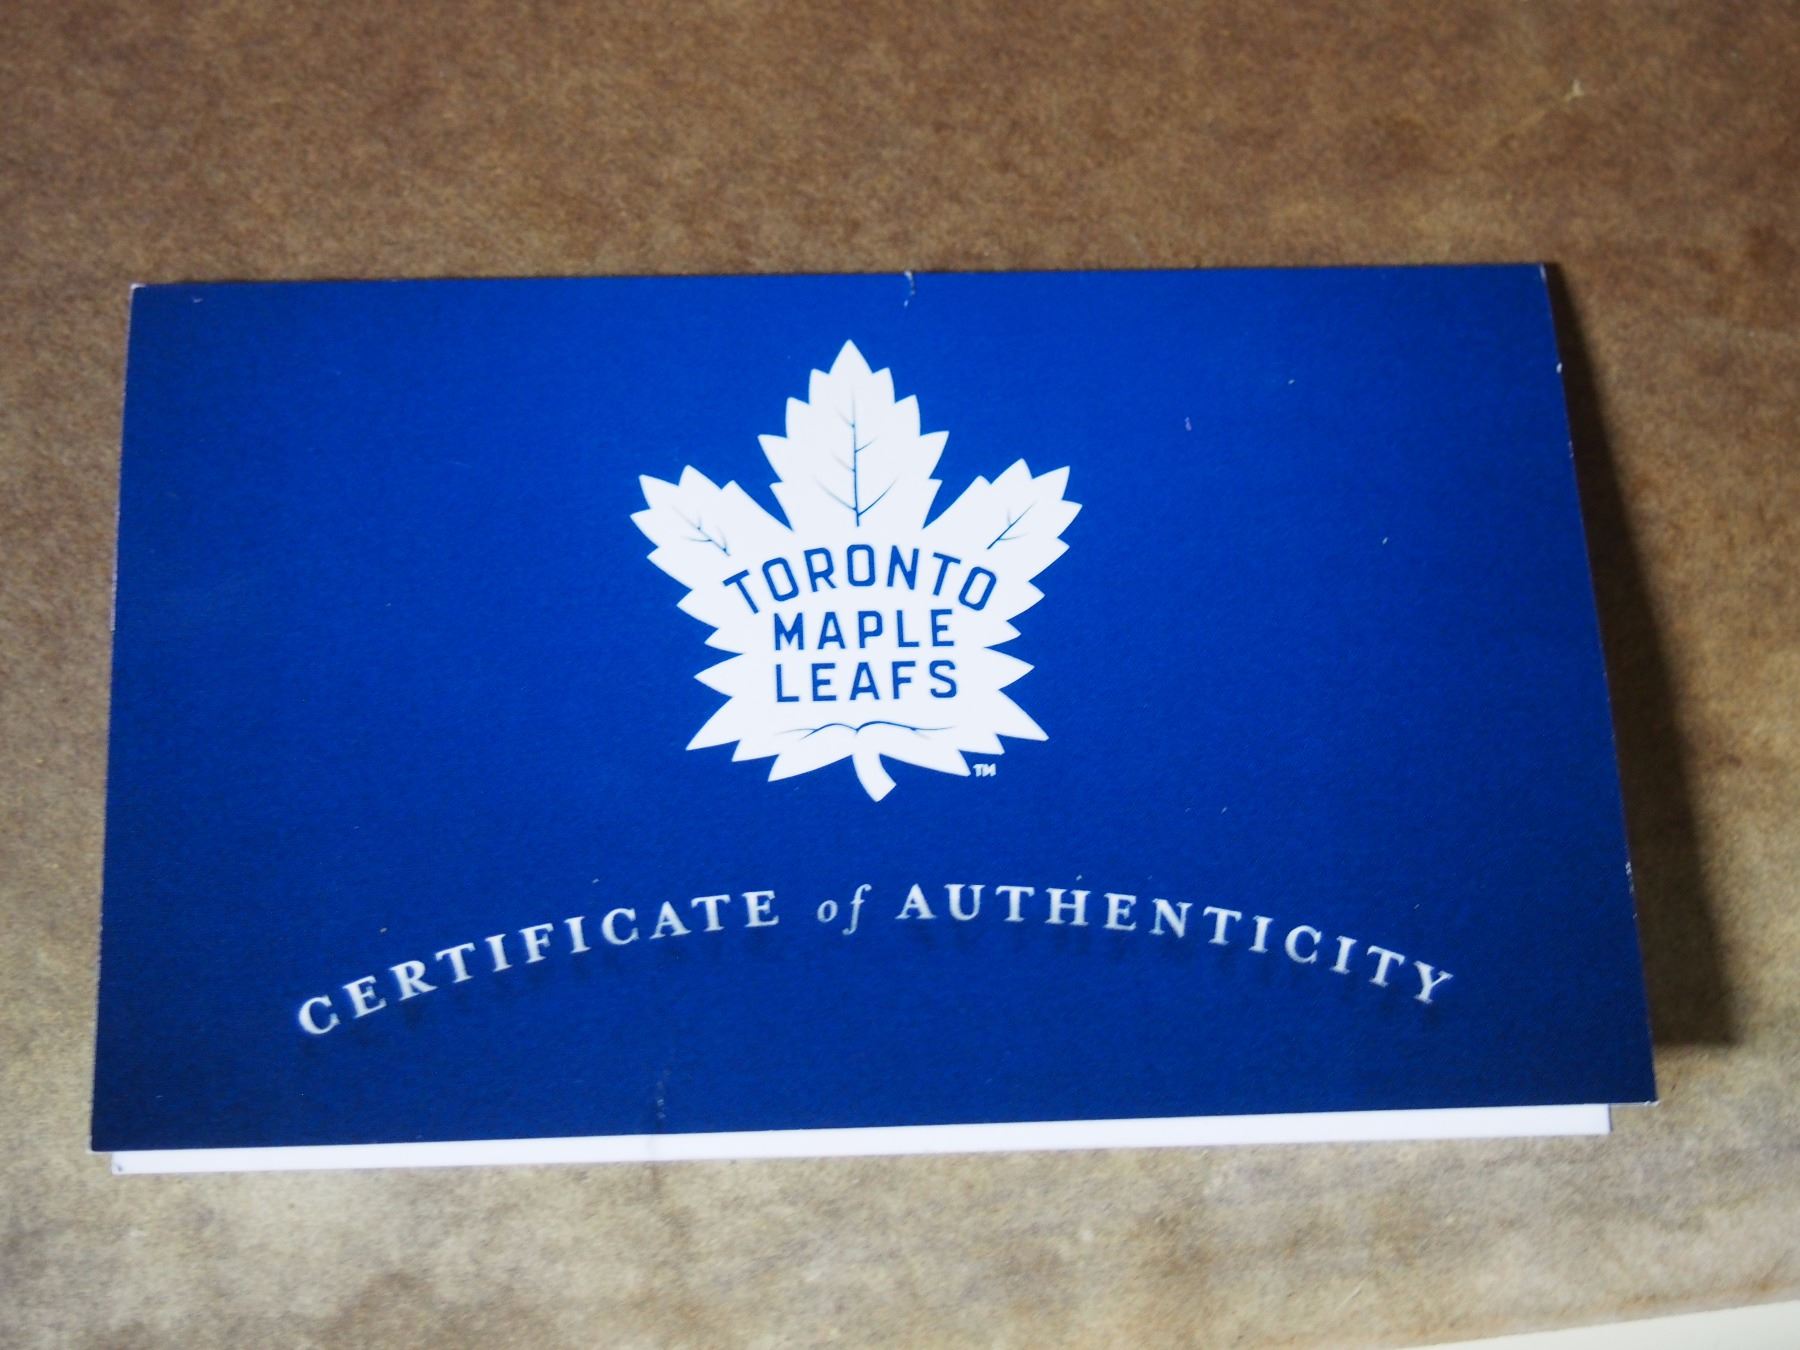 TORONTO
MAPLE
LEAFS
TM
CERTIFICATE of AUTHENTICITY